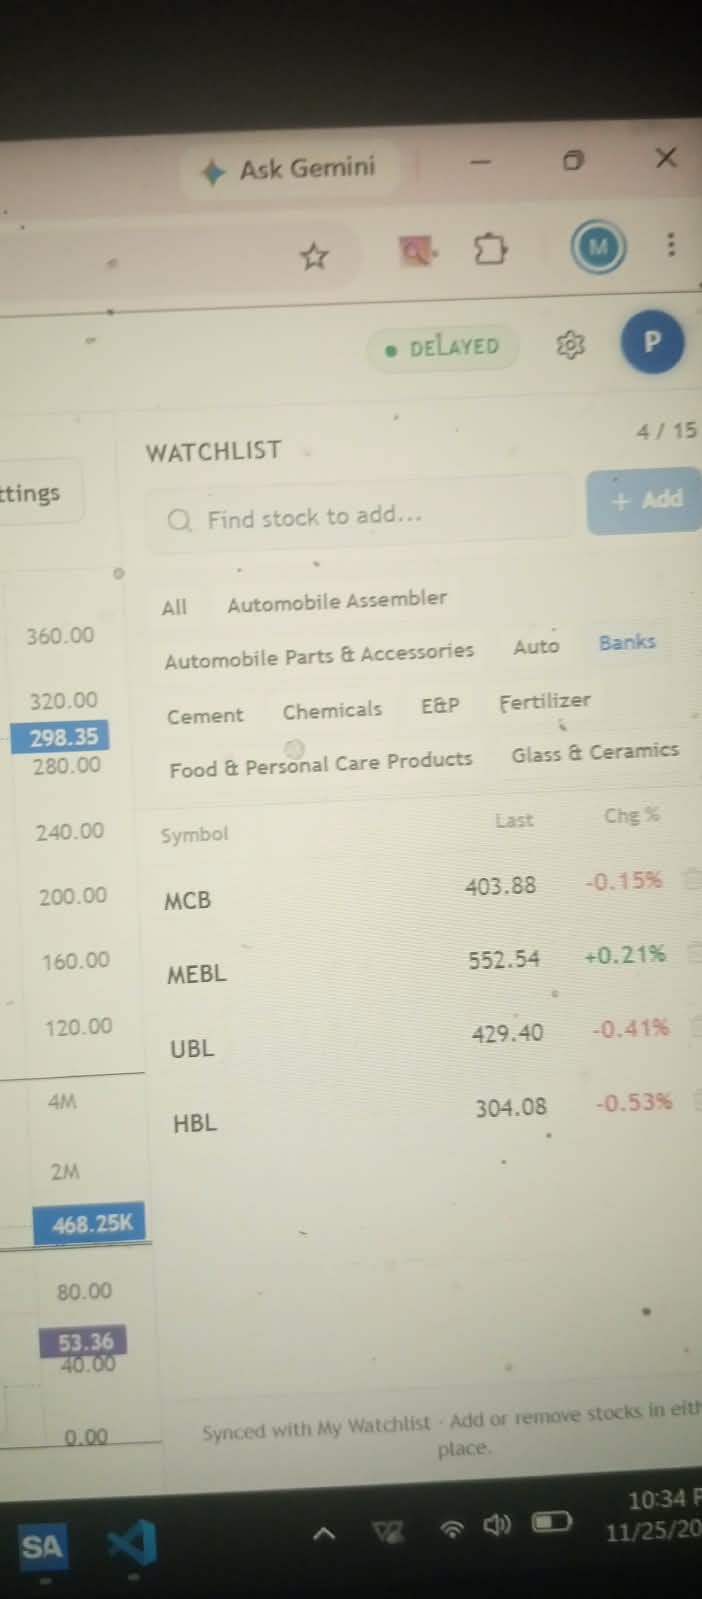 Ask Gemini
M
DELAYED
P
WATCHLIST
4 / 15
ttings
Find stock to add...
+ Add
All Automobile Assembler
Automobile Parts & Accessories Auto Banks
Cement Chemicals E&P Fertilizer
Food & Personal Care Products Glass & Ceramics
Symbol Last Chg %
MCB 403.88 -0.15%
MEBL 552.54 +0.21%
UBL 429.40 -0.41%
HBL 304.08 -0.53%
360.00
320.00
298.35
280.00
240.00
200.00
160.00
120.00
4M
2M
468.25K
80.00
53.36
40.00
0.00
Synced with My Watchlist · Add or remove stocks in eith
place.
SA
10:34 P
11/25/20